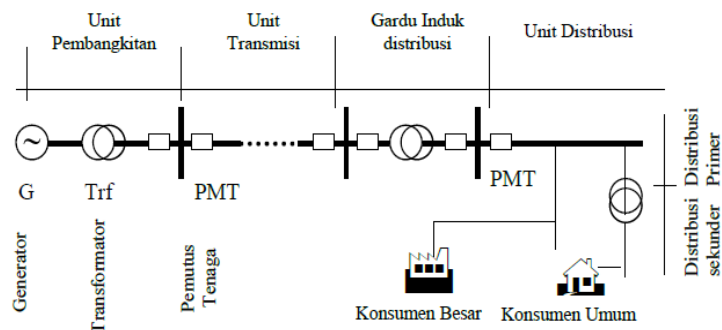 Unit
Pembangkitan
Unit
Transmisi
Gardu Induk
distribusi
Unit Distribusi
~
G
Trf
PMT
PMT
Generator
Transformator
Pemutus
Tenaga
Distribusi
Primer
Distribusi
sekunder
Konsumen Besar
Konsumen Umum